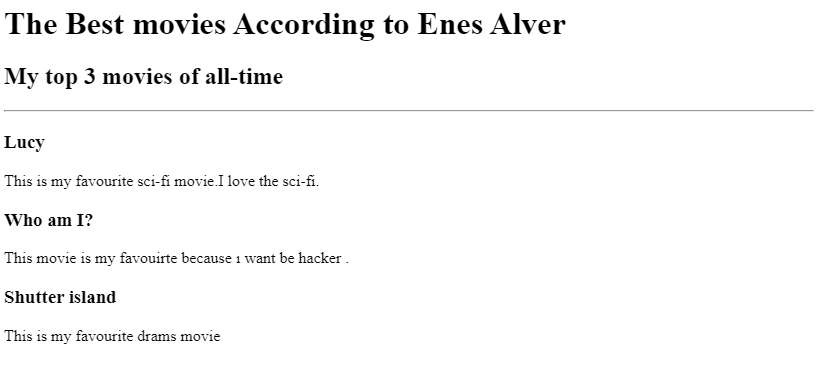 The Best movies According to Enes Alver
My top 3 movies of all-time
Lucy
This is my favourite sci-fi movie.I love the sci-fi.
Who am I?
This movie is my favouirte because ı want be hacker .
Shutter island
This is my favourite drams movie